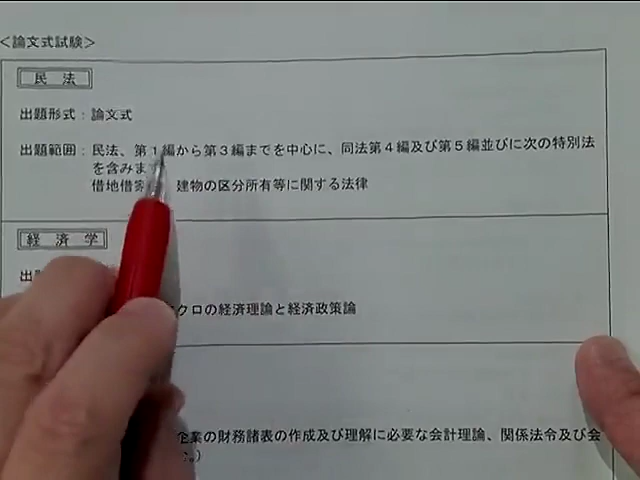 ＜論文式試験＞
民 法
出題形式：論文式
出題範囲：民法、第１編から第３編までを中心に、同法第４編及び第５編並びに次の特別法
を含みま
借地借 建物の区分所有等に関する法律
経 済 学
出
クロの経済理論と経済政策論
企業の財務諸表の作成及び理解に必要な会計理論、関係法令及び会
。）